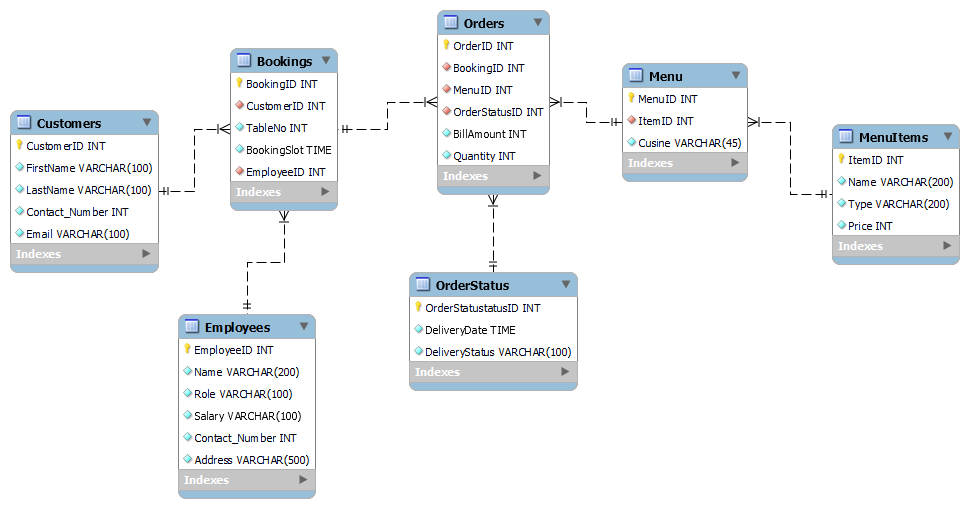 Customers
CustomerID INT
FirstName VARCHAR(100)
LastName VARCHAR(100)
Contact_Number INT
Email VARCHAR(100)
Indexes
Bookings
BookingID INT
CustomerID INT
TableNo INT
BookingSlot TIME
EmployeeID INT
Indexes
Employees
EmployeeID INT
Name VARCHAR(200)
Role VARCHAR(100)
Salary VARCHAR(100)
Contact_Number INT
Address VARCHAR(500)
Indexes
Orders
OrderID INT
BookingID INT
MenuID INT
OrderStatusID INT
BillAmount INT
Quantity INT
Indexes
OrderStatus
OrderStatustatusID INT
DeliveryDate TIME
DeliveryStatus VARCHAR(100)
Indexes
Menu
MenuID INT
ItemID INT
Cusine VARCHAR(45)
Indexes
MenuItems
ItemID INT
Name VARCHAR(200)
Type VARCHAR(200)
Price INT
Indexes